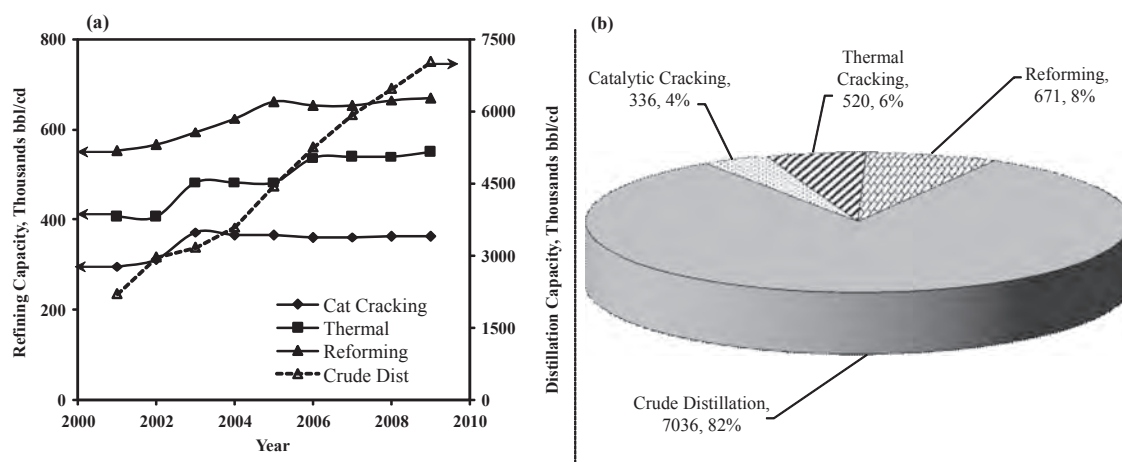 (a)
800
600
400
200
0
Refining Capacity, Thousands bbl/cd
7500
6000
4500
3000
1500
0
Distillation Capacity, Thousands bbl/cd
Cat Cracking
Thermal
Reforming
Crude Dist
2000 2002 2004 2006 2008 2010
Year
(b)
Catalytic Cracking,
336, 4%
Thermal
Cracking,
520, 6%
Reforming,
671, 8%
Crude Distillation,
7036, 82%